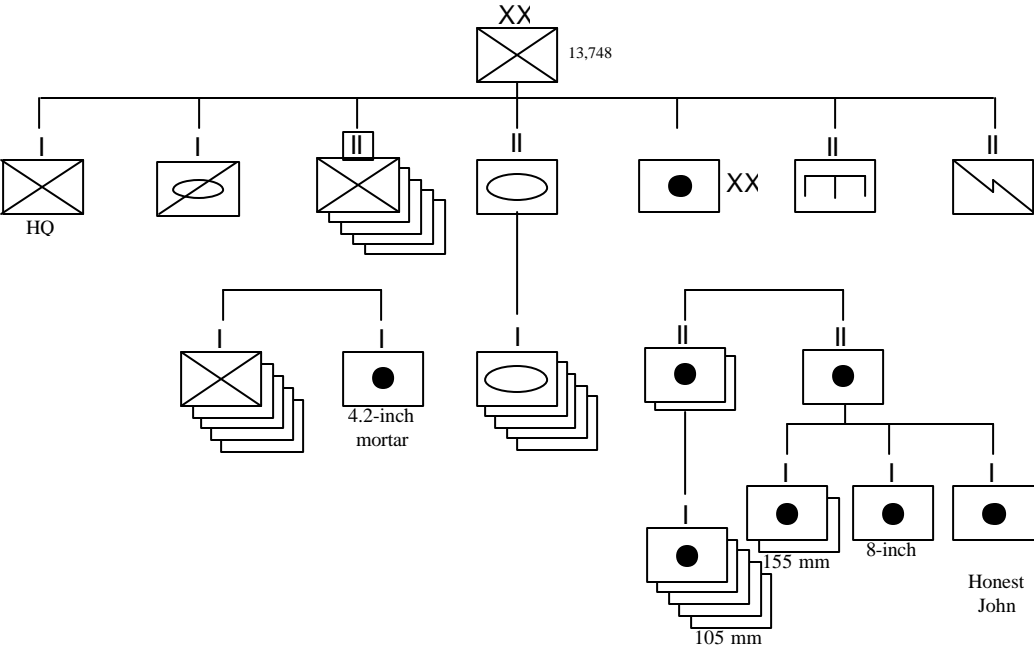 XX
13,748
I
I
II
II
II
II
XX
HQ
I
I
I
II
II
4.2-inch
mortar
I
I
I
I
155 mm
8-inch
Honest
John
105 mm